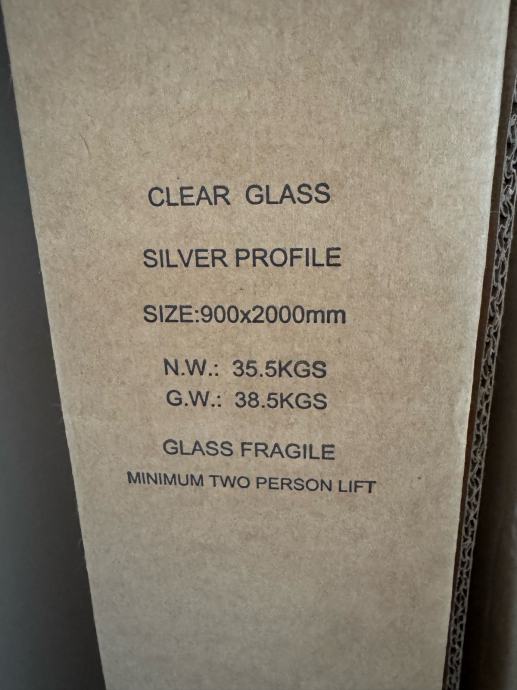 CLEAR GLASS
SILVER PROFILE
SIZE:900x2000mm
N.W.: 35.5KGS
G.W.: 38.5KGS
GLASS FRAGILE
MINIMUM TWO PERSON LIFT